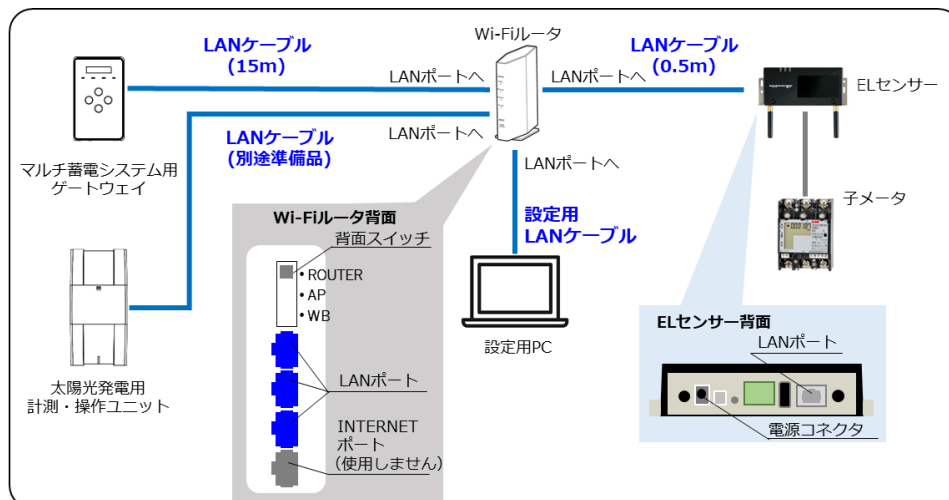 Wi-Fiルータ
LANケーブル
(15m)
LANポートへ
LANポートへ
LANケーブル
(0.5m)
ELセンサー
マルチ蓄電システム用
ゲートウェイ
LANケーブル
(別途準備品)
LANポートへ
LANポートへ
子メータ
設定用
LANケーブル
設定用PC
太陽光発電用
計測・操作ユニット
Wi-Fiルータ背面
背面スイッチ
・ROUTER
・AP
・WB
LANポート
INTERNET
ポート
(使用しません)
ELセンサー背面
LANポート
電源コネクタ